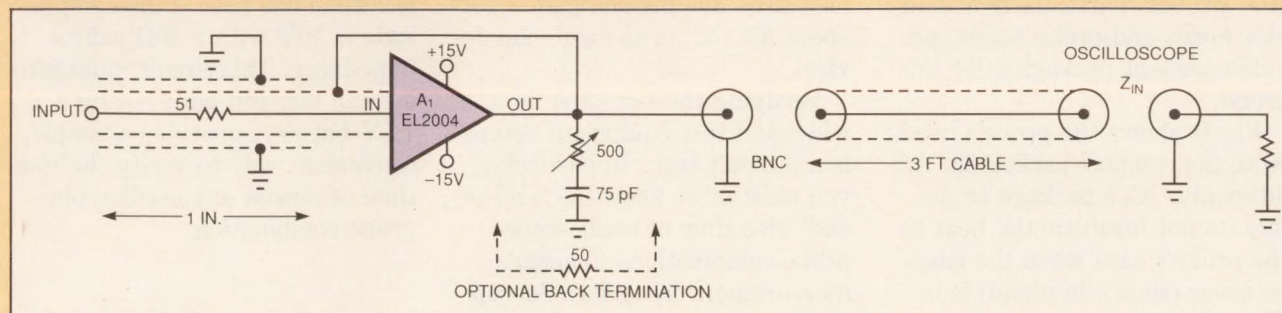 +15V
OSCILLOSCOPE
Z_IN
INPUT
51
IN
A1
EL2004
OUT
500
−15V
BNC
3 FT CABLE
75 pF
1 IN.
50
OPTIONAL BACK TERMINATION